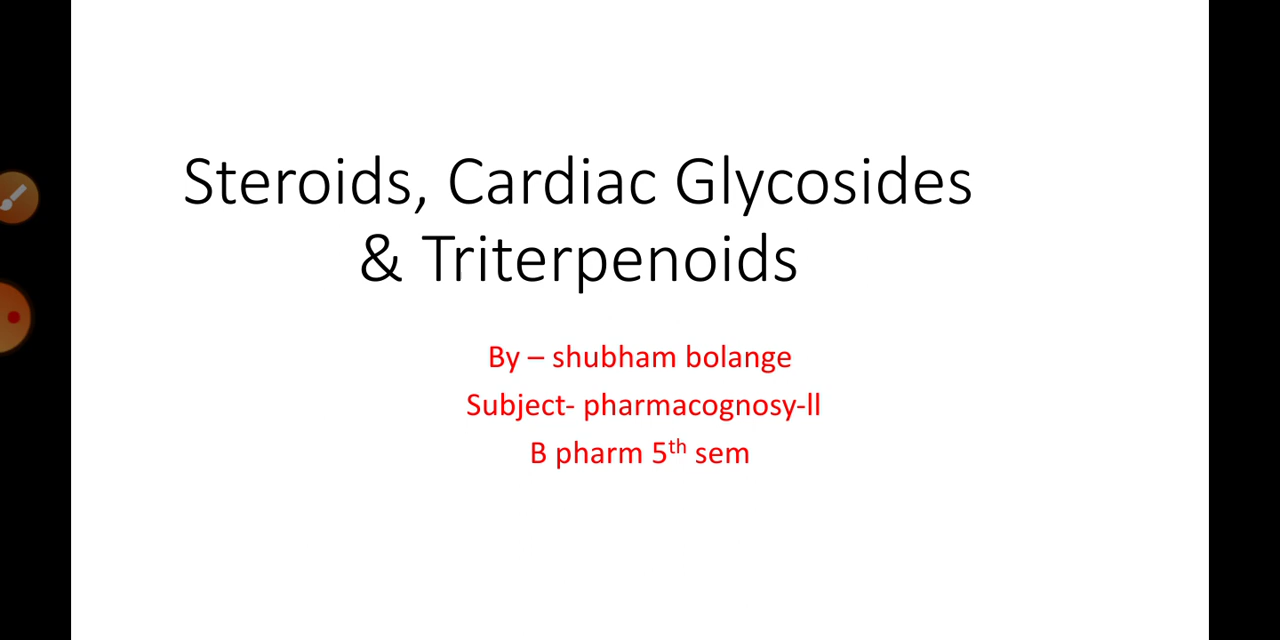 Steroids, Cardiac Glycosides
& Triterpenoids
By – shubham bolange
Subject- pharmacognosy-ll
B pharm 5th sem